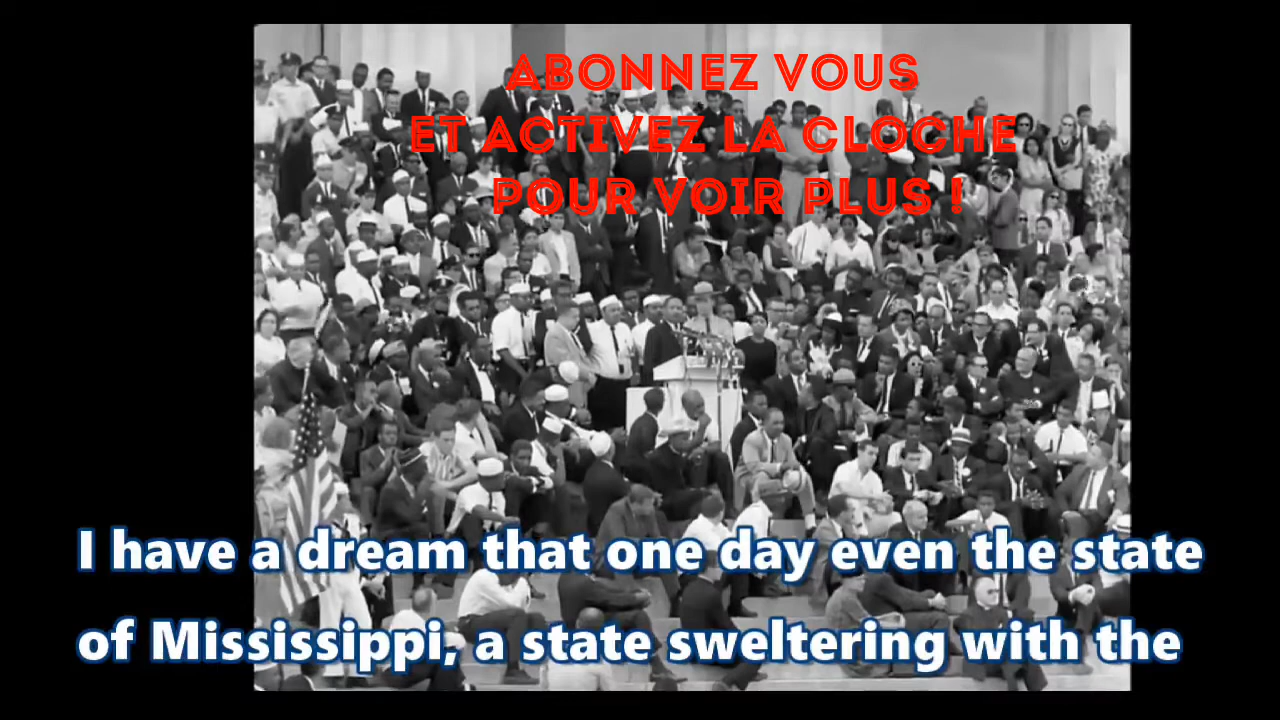 ABONNEZ VOUS
ET ACTIVEZ LA CLOCHE
POUR VOIR PLUS !
I have a dream that one day even the state
of Mississippi, a state sweltering with the